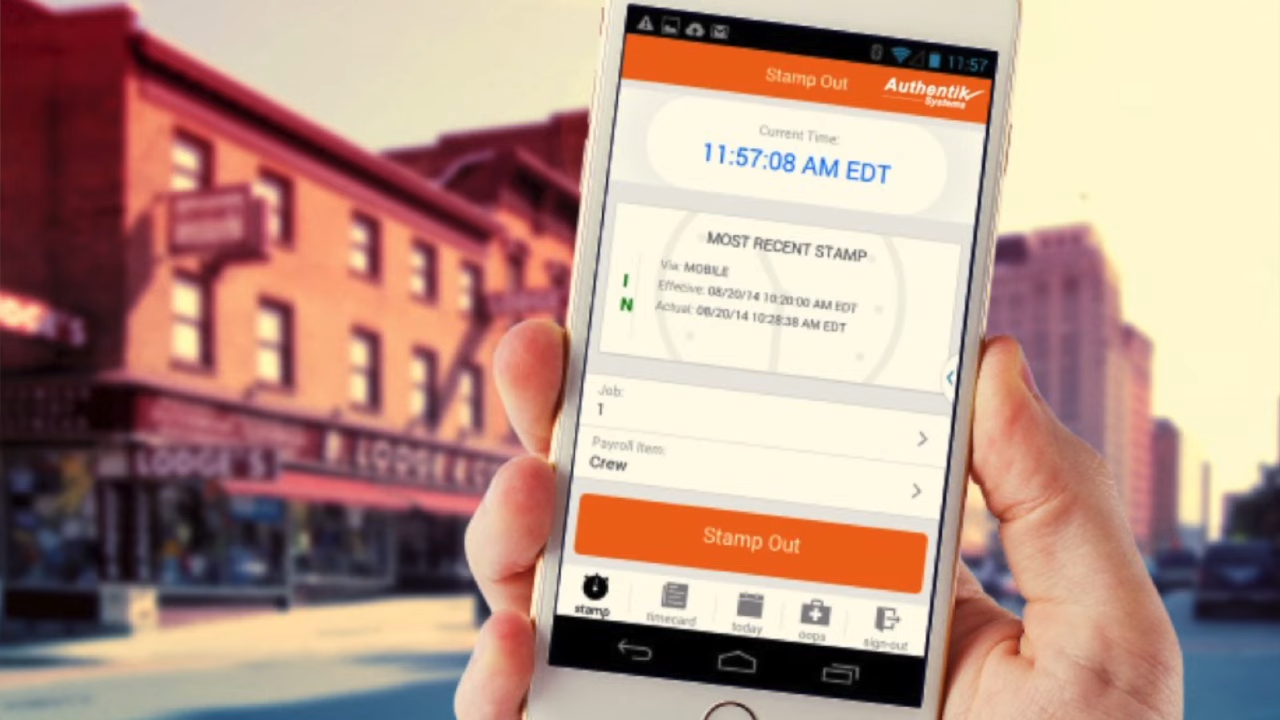 11:57
Stamp Out
Authentik
Systems
Current Time:
11:57:08 AM EDT
MOST RECENT STAMP
IN
Via: MOBILE
Effective: 08/20/14 10:20:00 AM EDT
Actual: 08/20/14 10:28:38 AM EDT
Job:
1
Payroll Item:
Crew
Stamp Out
stamp
timecard
today
oops
sign-out
LODGE'S
LODGE & C